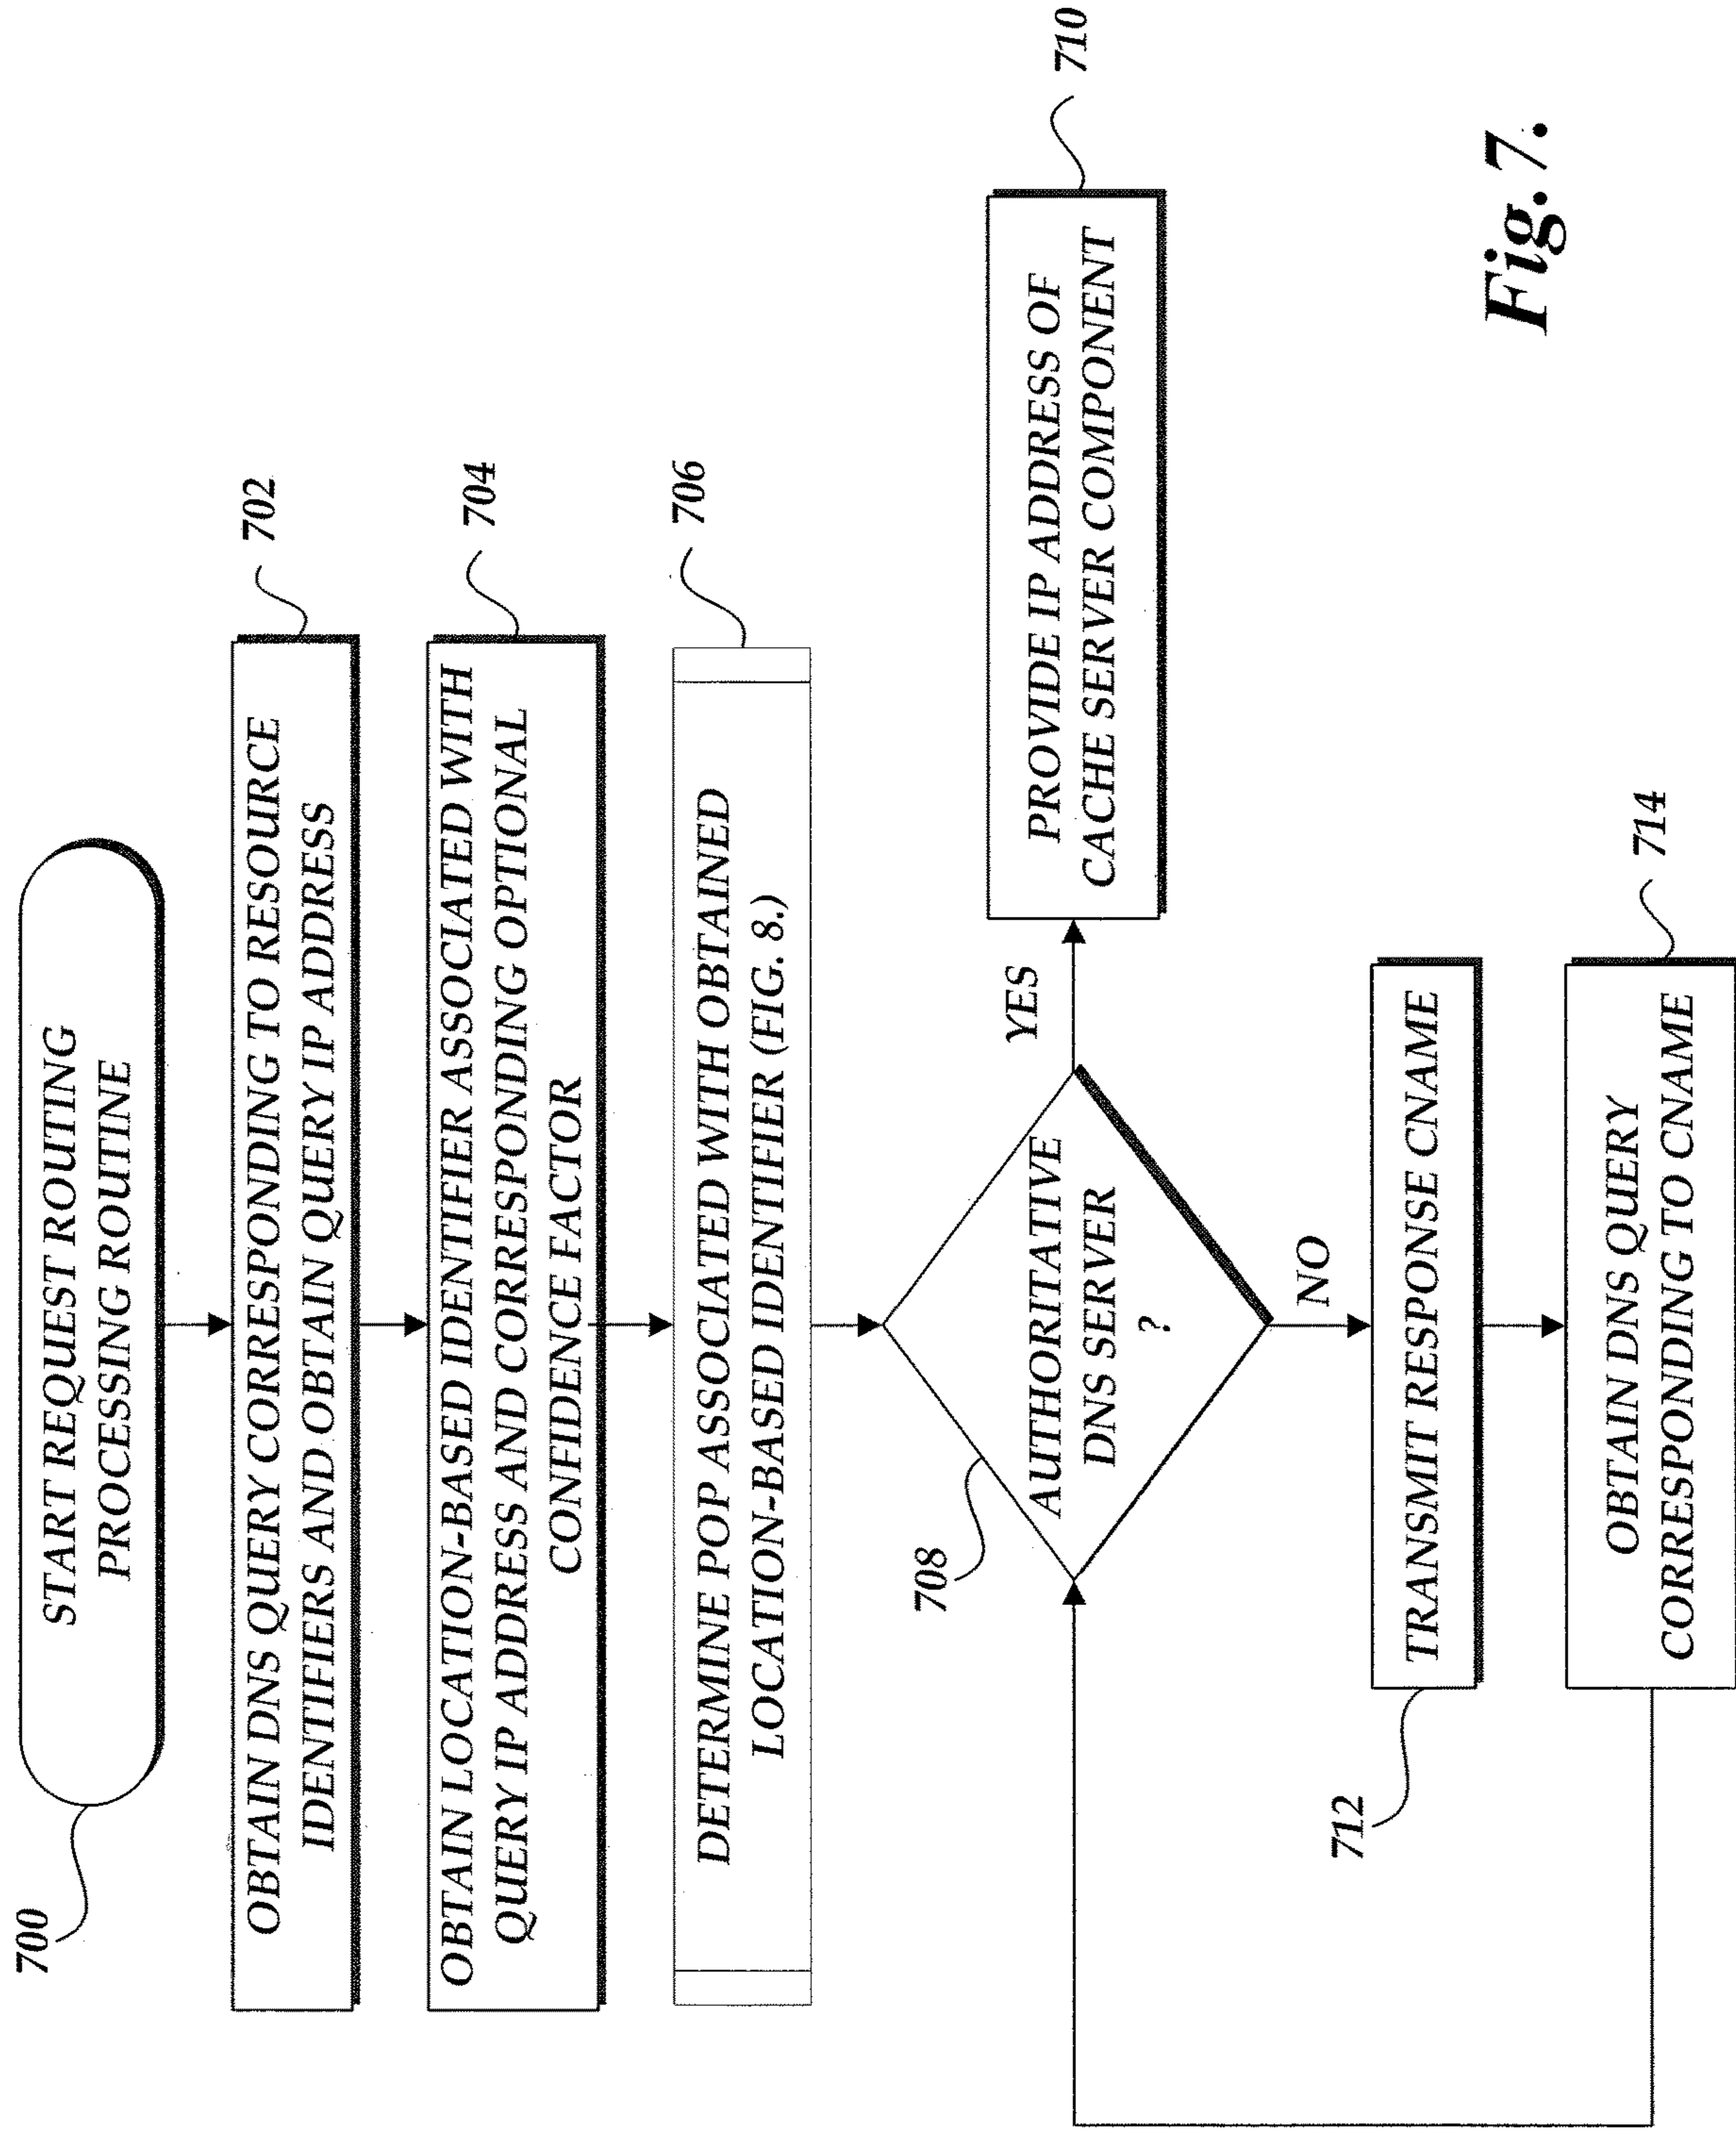 700
START REQUEST ROUTING
PROCESSING ROUTINE
702
OBTAIN DNS QUERY CORRESPONDING TO RESOURCE
IDENTIFIERS AND OBTAIN QUERY IP ADDRESS
704
OBTAIN LOCATION-BASED IDENTIFIER ASSOCIATED WITH
QUERY IP ADDRESS AND CORRESPONDING OPTIONAL
CONFIDENCE FACTOR
706
DETERMINE POP ASSOCIATED WITH OBTAINED
LOCATION-BASED IDENTIFIER (FIG. 8.)
708
AUTHORITATIVE
DNS SERVER
?
YES
710
PROVIDE IP ADDRESS OF
CACHE SERVER COMPONENT
NO
712
TRANSMIT RESPONSE CNAME
714
OBTAIN DNS QUERY
CORRESPONDING TO CNAME
Fig.7.